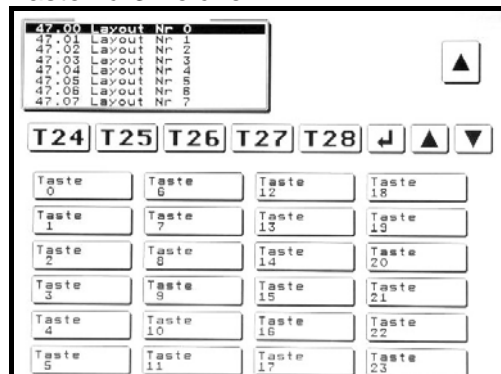 47.00 Layout Nr 0
47.01 Layout Nr 1
47.02 Layout Nr 2
47.03 Layout Nr 3
47.04 Layout Nr 4
47.05 Layout Nr 5
47.06 Layout Nr 6
47.07 Layout Nr 7
T24 T25 T26 T27 T28
Taste 0
Taste 6
Taste 12
Taste 18
Taste 1
Taste 7
Taste 13
Taste 19
Taste 2
Taste 8
Taste 14
Taste 20
Taste 3
Taste 9
Taste 15
Taste 21
Taste 4
Taste 10
Taste 16
Taste 22
Taste 5
Taste 11
Taste 17
Taste 23